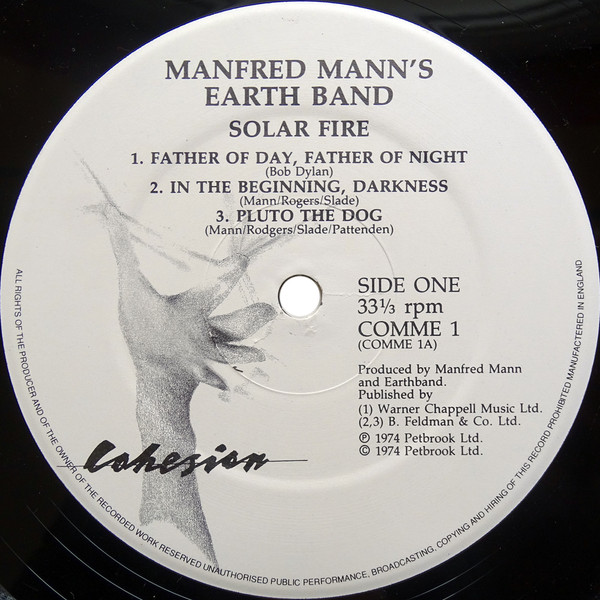 MANFRED MANN'S
EARTH BAND
SOLAR FIRE
1. FATHER OF DAY, FATHER OF NIGHT
(Bob Dylan)
2. IN THE BEGINNING, DARKNESS
(Mann/Rogers/Slade)
3. PLUTO THE DOG
(Mann/Rodgers/Slade/Pattenden)
SIDE ONE
33⅓ rpm
COMME 1
(COMME 1A)
Produced by Manfred Mann
and Earthband.
Published by
(1) Warner Chappell Music Ltd.
(2,3) B. Feldman & Co. Ltd.
℗ 1974 Petbrook Ltd.
© 1974 Petbrook Ltd.
Cohesion
ALL RIGHTS OF THE PRODUCER AND OF THE OWNER OF THE RECORDED WORK RESERVED UNAUTHORISED PUBLIC PERFORMANCE, BROADCASTING, COPYING AND HIRING OF THIS RECORD PROHIBITED MANUFACTURED IN ENGLAND